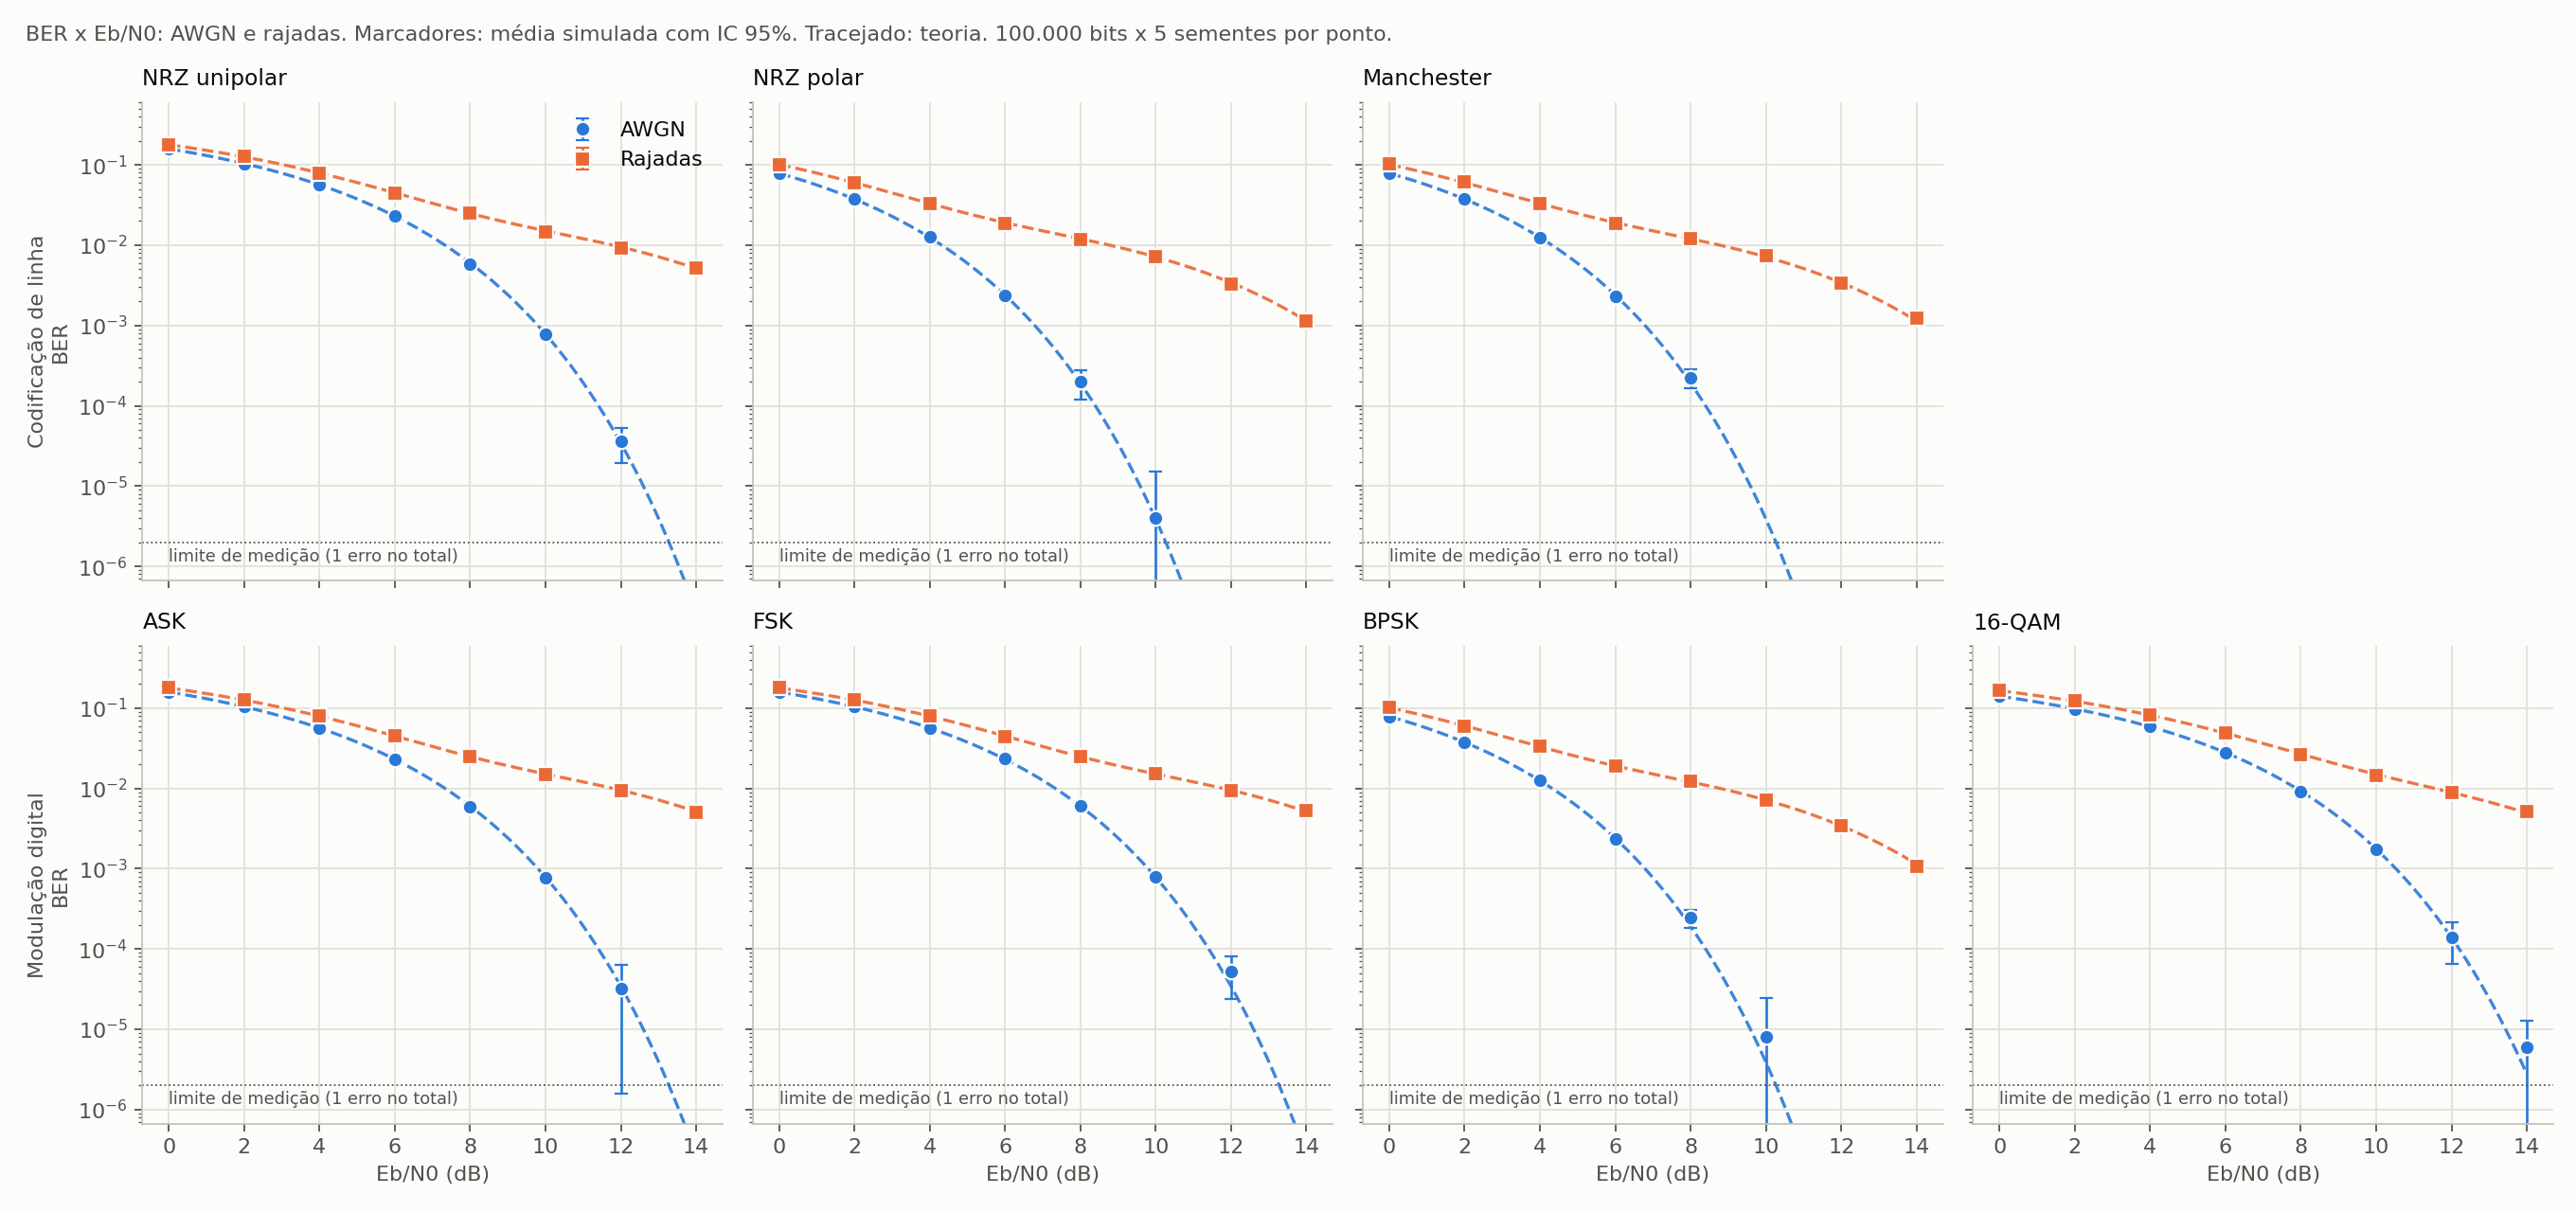 BER x Eb/N0: AWGN e rajadas. Marcadores: média simulada com IC 95%. Tracejado: teoria. 100.000 bits x 5 sementes por ponto.
NRZ unipolar
NRZ polar
Manchester
AWGN
Rajadas
Codificação de linha
BER
10⁻¹
10⁻²
10⁻³
10⁻⁴
10⁻⁵
10⁻⁶
limite de medição (1 erro no total)
limite de medição (1 erro no total)
limite de medição (1 erro no total)
ASK
FSK
BPSK
16-QAM
Modulação digital
BER
10⁻¹
10⁻²
10⁻³
10⁻⁴
10⁻⁵
10⁻⁶
limite de medição (1 erro no total)
limite de medição (1 erro no total)
limite de medição (1 erro no total)
limite de medição (1 erro no total)
0 2 4 6 8 10 12 14
0 2 4 6 8 10 12 14
0 2 4 6 8 10 12 14
0 2 4 6 8 10 12 14
Eb/N0 (dB)
Eb/N0 (dB)
Eb/N0 (dB)
Eb/N0 (dB)